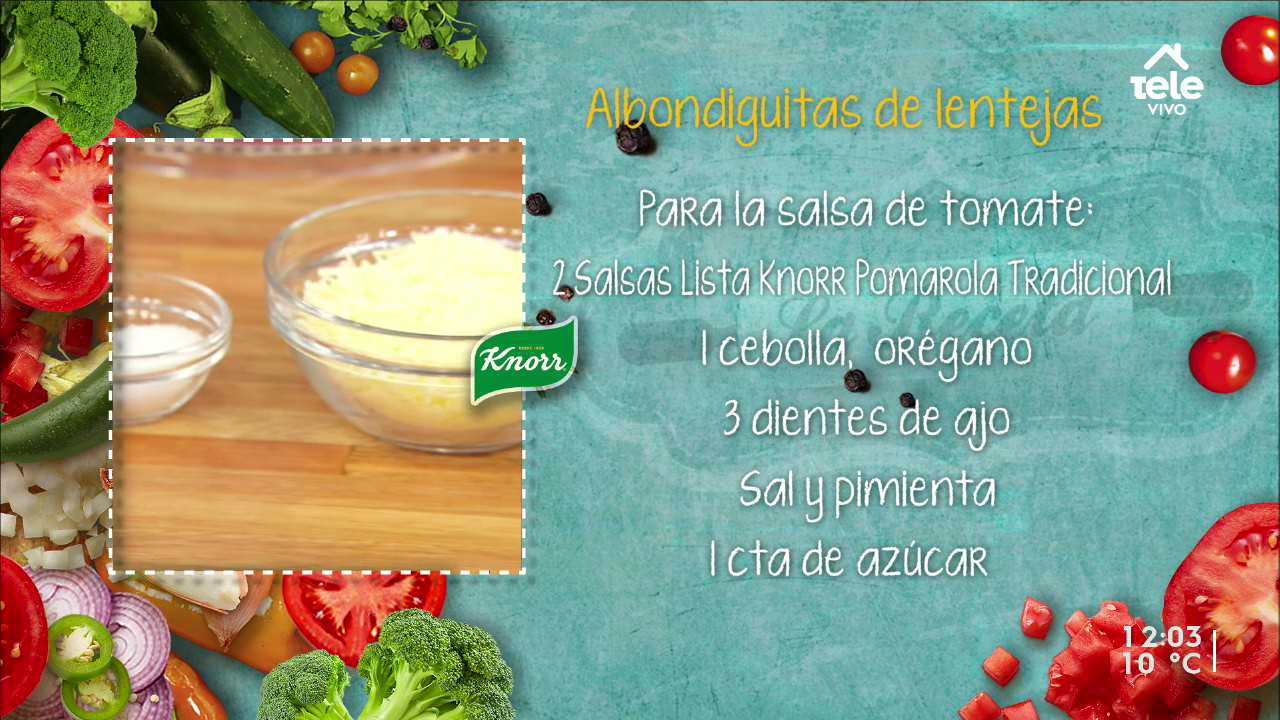 tele
VIVO
Albondiguitas de lentejas
Para la salsa de tomate:
2 Salsas Lista Knorr Pomarola Tradicional
1 cebolla, orégano
Knorr
3 dientes de ajo
Sal y pimienta
1 cta de azúcar
12:03
10 °C